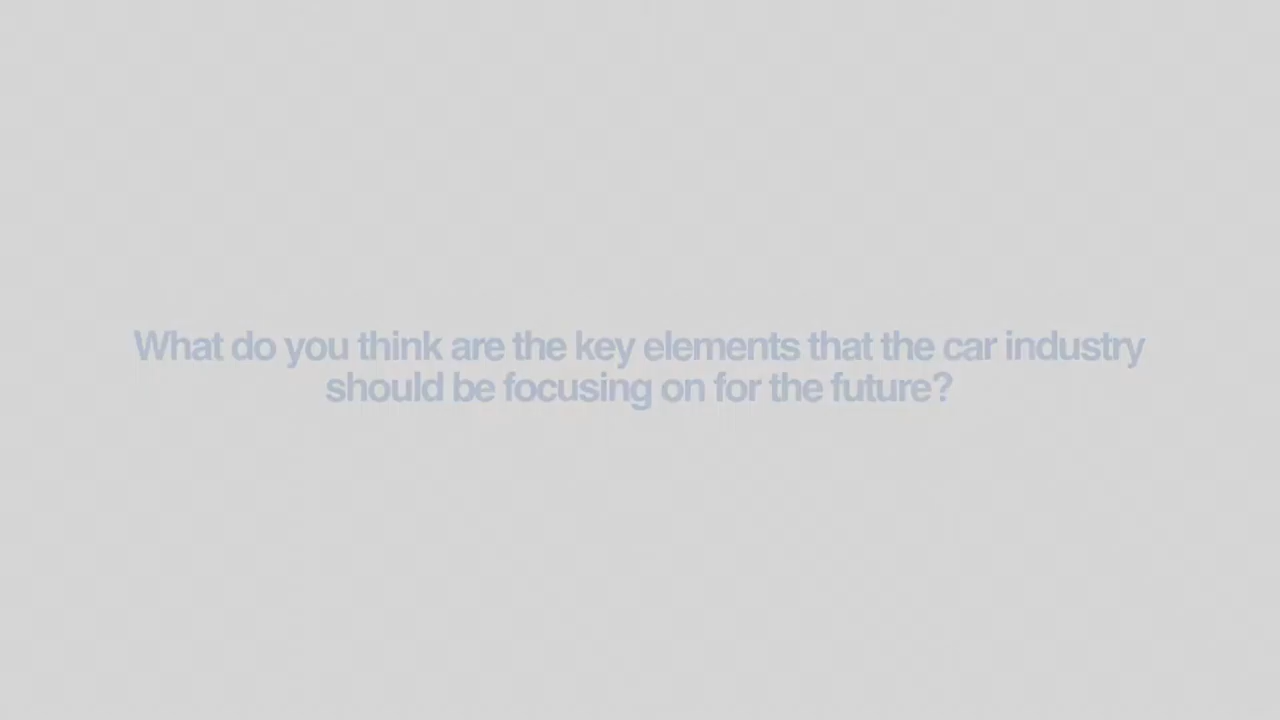 What do you think are the key elements that the car industry
should be focusing on for the future?